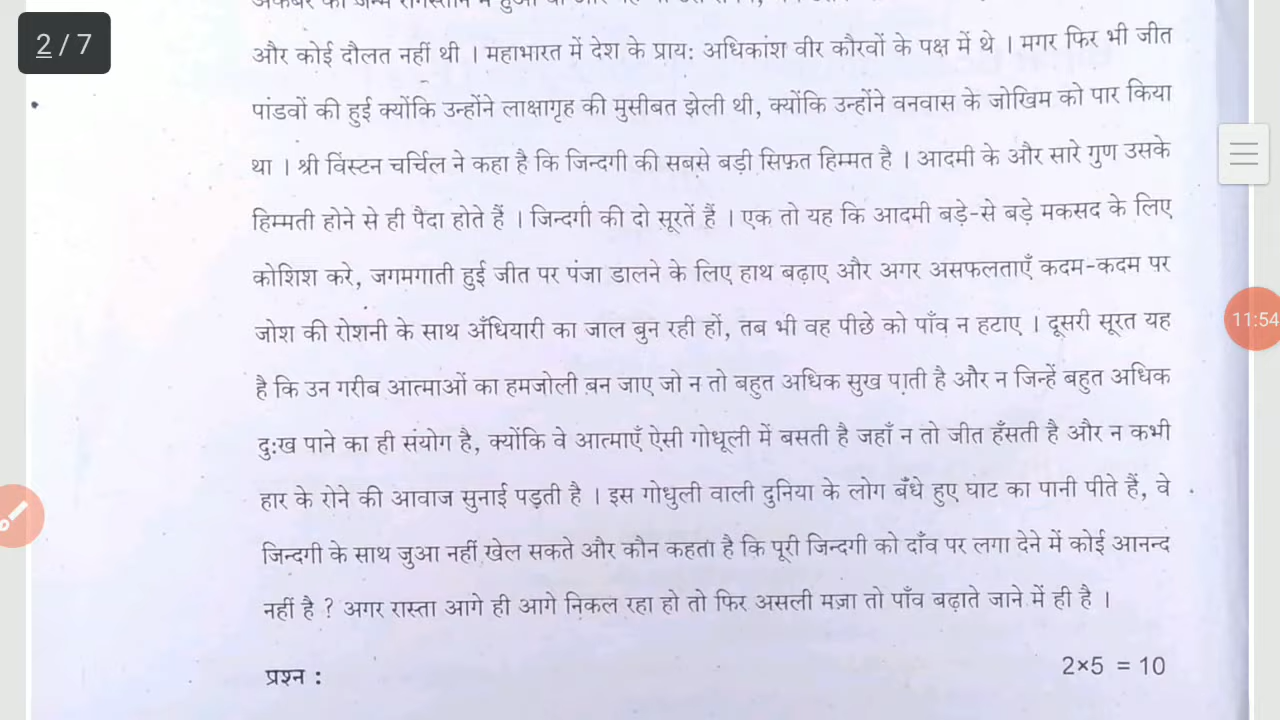 2 / 7
और कोई दौलत नहीं थी । महाभारत में देश के प्राय: अधिकांश वीर कौरवों के पक्ष में थे । मगर फिर भी जीत
पांडवों की हुई क्योंकि उन्होंने लाक्षागृह की मुसीबत झेली थी, क्योंकि उन्होंने वनवास के जोखिम को पार किया
था । श्री विंस्टन चर्चिल ने कहा है कि जिन्दगी की सबसे बड़ी सिफ़त हिम्मत है । आदमी के और सारे गुण उसके
हिम्मती होने से ही पैदा होते हैं । जिन्दगी की दो सूरतें हैं । एक तो यह कि आदमी बड़े-से बड़े मकसद के लिए
कोशिश करे, जगमगाती हुई जीत पर पंजा डालने के लिए हाथ बढ़ाए और अगर असफलताएँ कदम-कदम पर
जोश की रोशनी के साथ अँधियारी का जाल बुन रही हों, तब भी वह पीछे को पाँव न हटाए । दूसरी सूरत यह
है कि उन गरीब आत्माओं का हमजोली बन जाए जो न तो बहुत अधिक सुख पाती है और न जिन्हें बहुत अधिक
दु:ख पाने का ही संयोग है, क्योंकि वे आत्माएँ ऐसी गोधूली में बसती है जहाँ न तो जीत हँसती है और न कभी
हार के रोने की आवाज सुनाई पड़ती है । इस गोधुली वाली दुनिया के लोग बँधे हुए घाट का पानी पीते हैं, वे
जिन्दगी के साथ जुआ नहीं खेल सकते और कौन कहता है कि पूरी जिन्दगी को दाँव पर लगा देने में कोई आनन्द
नहीं है ? अगर रास्ता आगे ही आगे निकल रहा हो तो फिर असली मज़ा तो पाँव बढ़ाते जाने में ही है ।
प्रश्न : 2×5 = 10
11:54